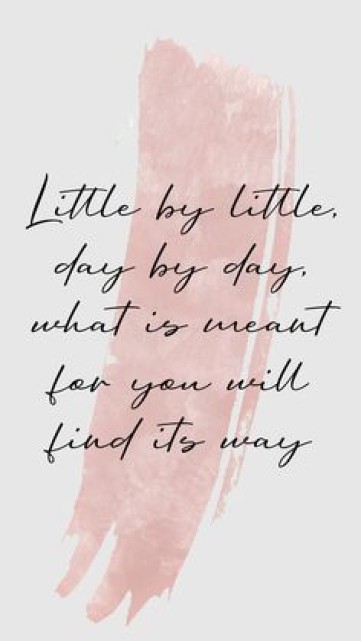 Little by little,
day by day,
what is meant
for you will
find its way